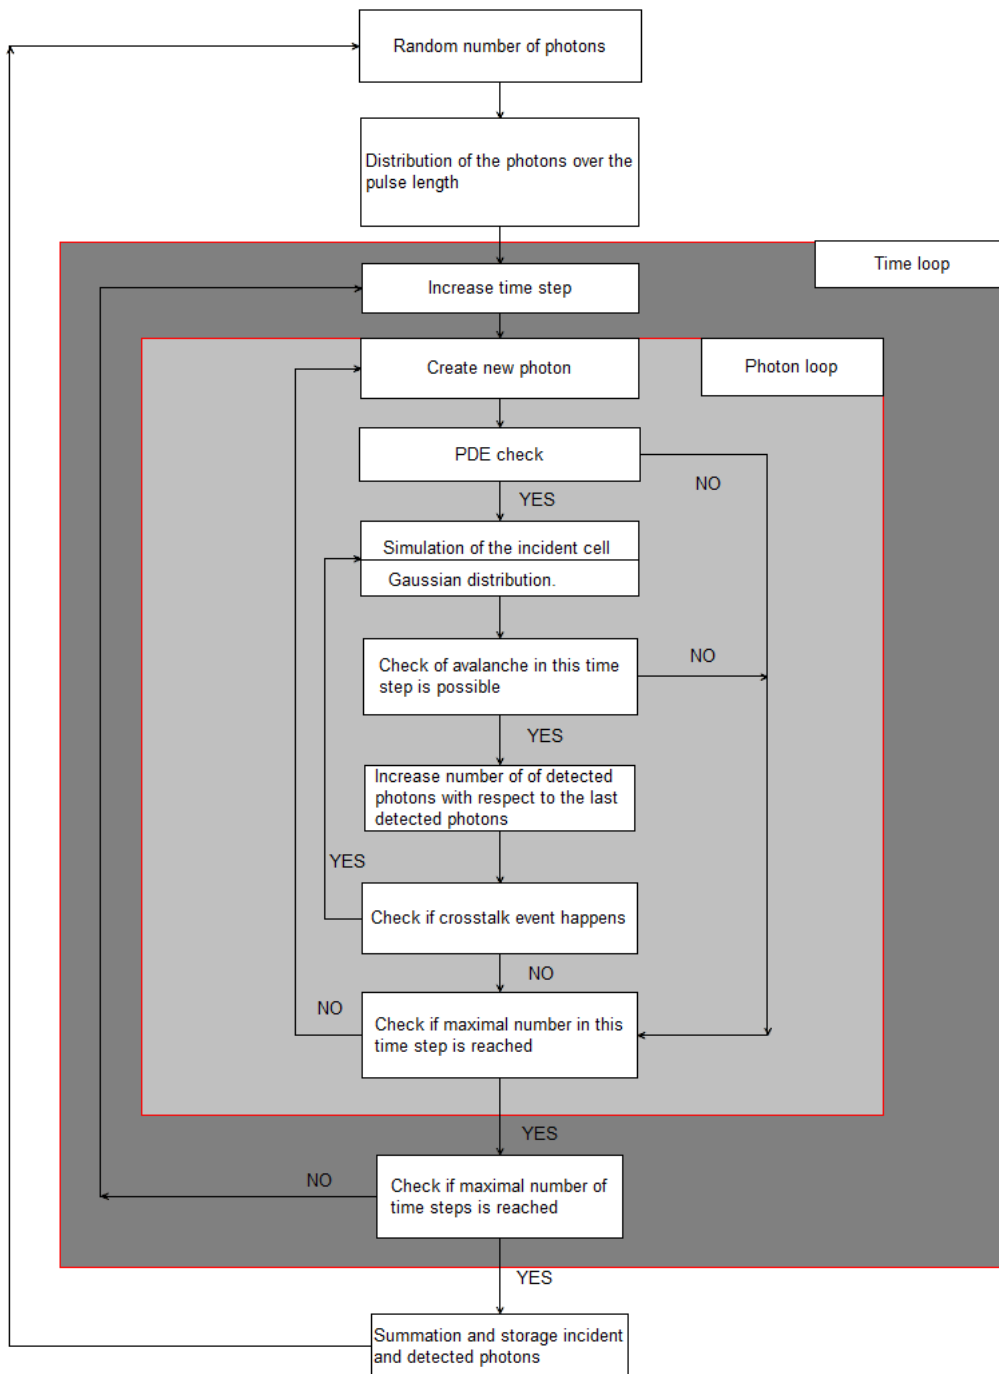 Random number of photons
Distribution of the photons over the
pulse length
Time loop
Increase time step
Photon loop
Create new photon
PDE check
NO
YES
Simulation of the incident cell
Gaussian distribution.
Check of avalanche in this time
step is possible
NO
YES
Increase number of of detected
photons with respect to the last
detected photons
YES
Check if crosstalk event happens
NO
NO
Check if maximal number in this
time step is reached
YES
NO
Check if maximal number of
time steps is reached
YES
Summation and storage incident
and detected photons